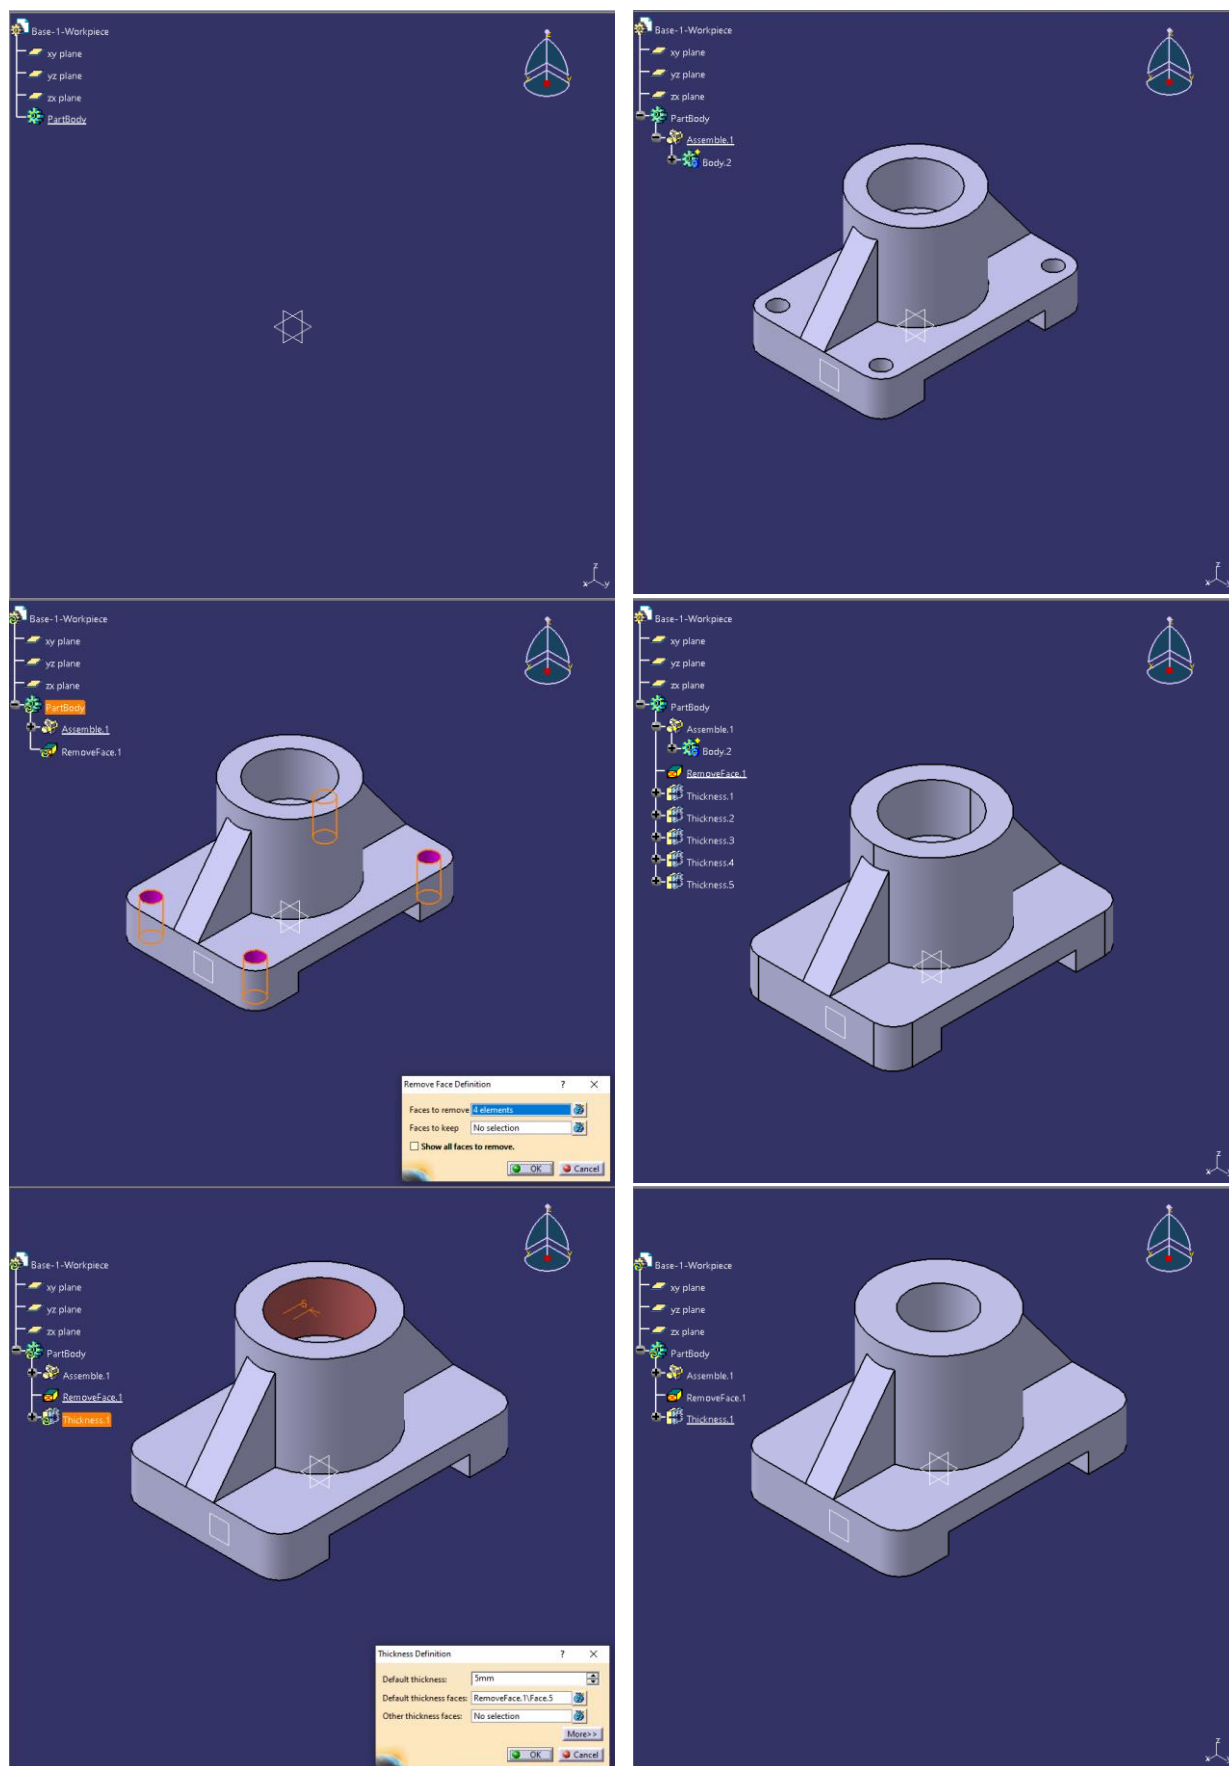 Base-1-Workpiece
xy plane
yz plane
zx plane
PartBody
z
x y
Base-1-Workpiece
xy plane
yz plane
zx plane
PartBody
Assemble.1
Body.2
z
x y
Base-1-Workpiece
xy plane
yz plane
zx plane
PartBody
Assemble.1
RemoveFace.1
Remove Face Definition ? X
Faces to remove 4 elements
Faces to keep No selection
Show all faces to remove.
OK Cancel
Base-1-Workpiece
xy plane
yz plane
zx plane
PartBody
Assemble.1
Body.2
RemoveFace.1
Thickness.1
Thickness.2
Thickness.3
Thickness.4
Thickness.5
z
x y
Base-1-Workpiece
xy plane
yz plane
zx plane
PartBody
Assemble.1
RemoveFace.1
Thickness.1
Thickness Definition ? X
Default thickness: 5mm
Default thickness faces: RemoveFace.1\Face.5
Other thickness faces: No selection
More>>
OK Cancel
Base-1-Workpiece
xy plane
yz plane
zx plane
PartBody
Assemble.1
RemoveFace.1
Thickness.1
z
x y